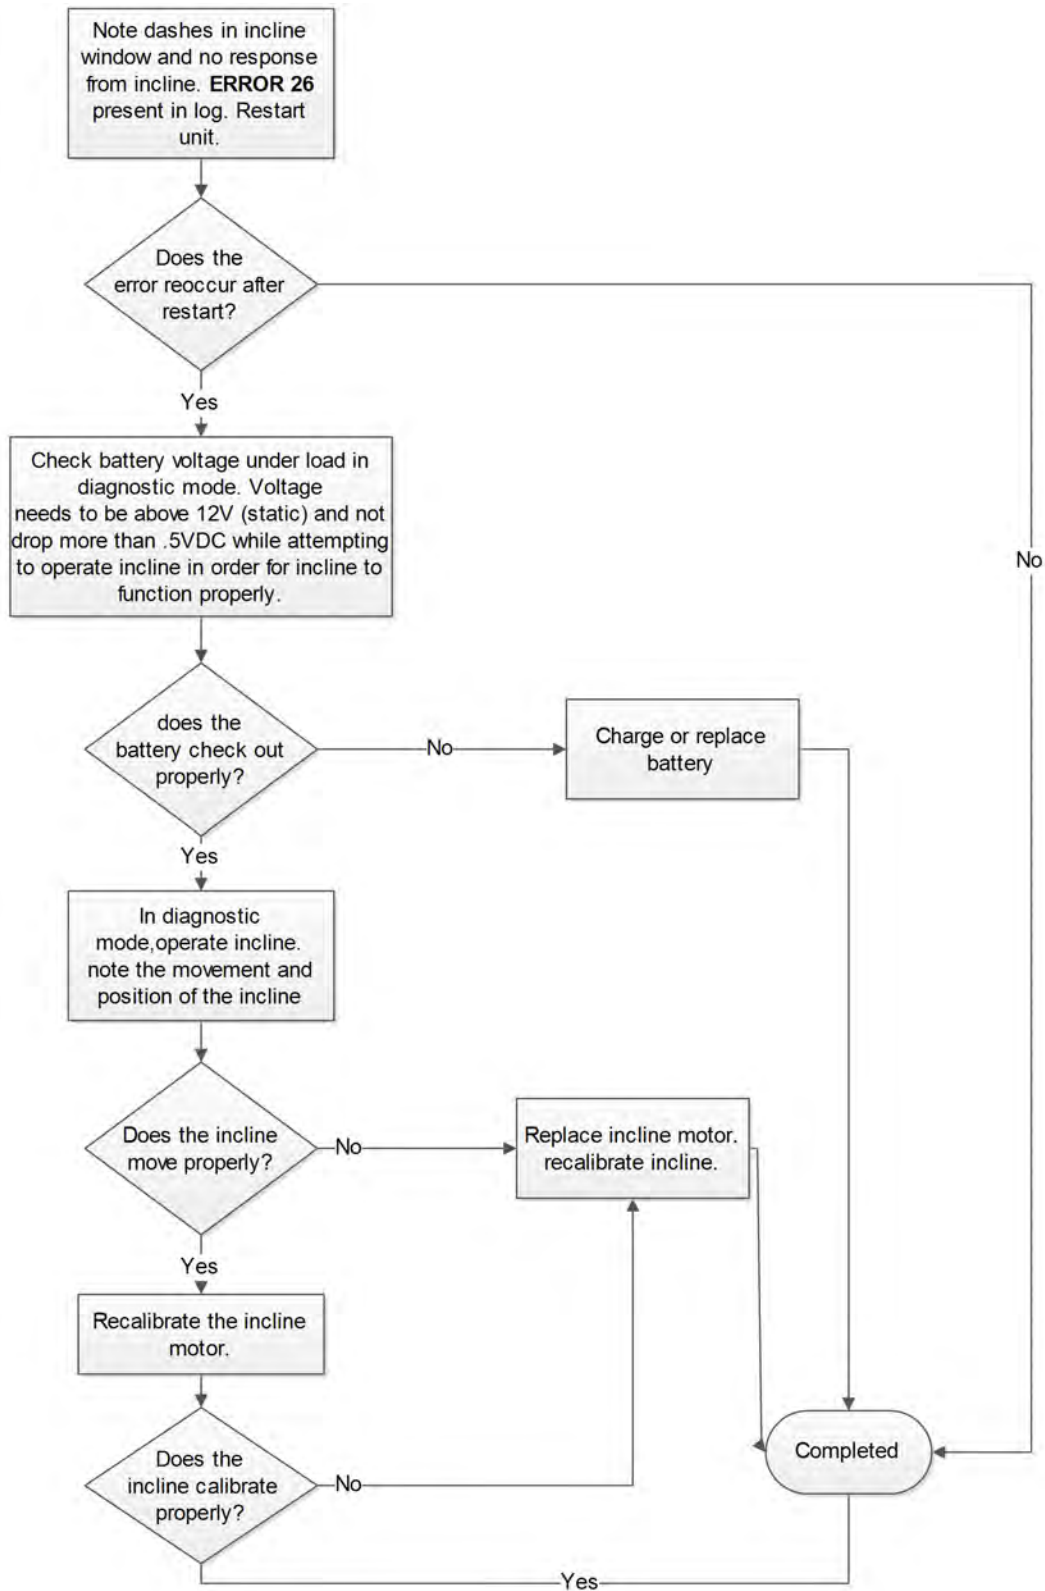 Note dashes in incline
window and no response
from incline. ERROR 26
present in log. Restart
unit.
Does the
error reoccur after
restart?
Yes
No
Check battery voltage under load in
diagnostic mode. Voltage
needs to be above 12V (static) and not
drop more than .5VDC while attempting
to operate incline in order for incline to
function properly.
does the
battery check out
properly?
No
Charge or replace
battery
Yes
In diagnostic
mode,operate incline.
note the movement and
position of the incline
Does the incline
move properly?
No
Replace incline motor.
recalibrate incline.
Yes
Recalibrate the incline
motor.
Does the
incline calibrate
properly?
No
Completed
Yes